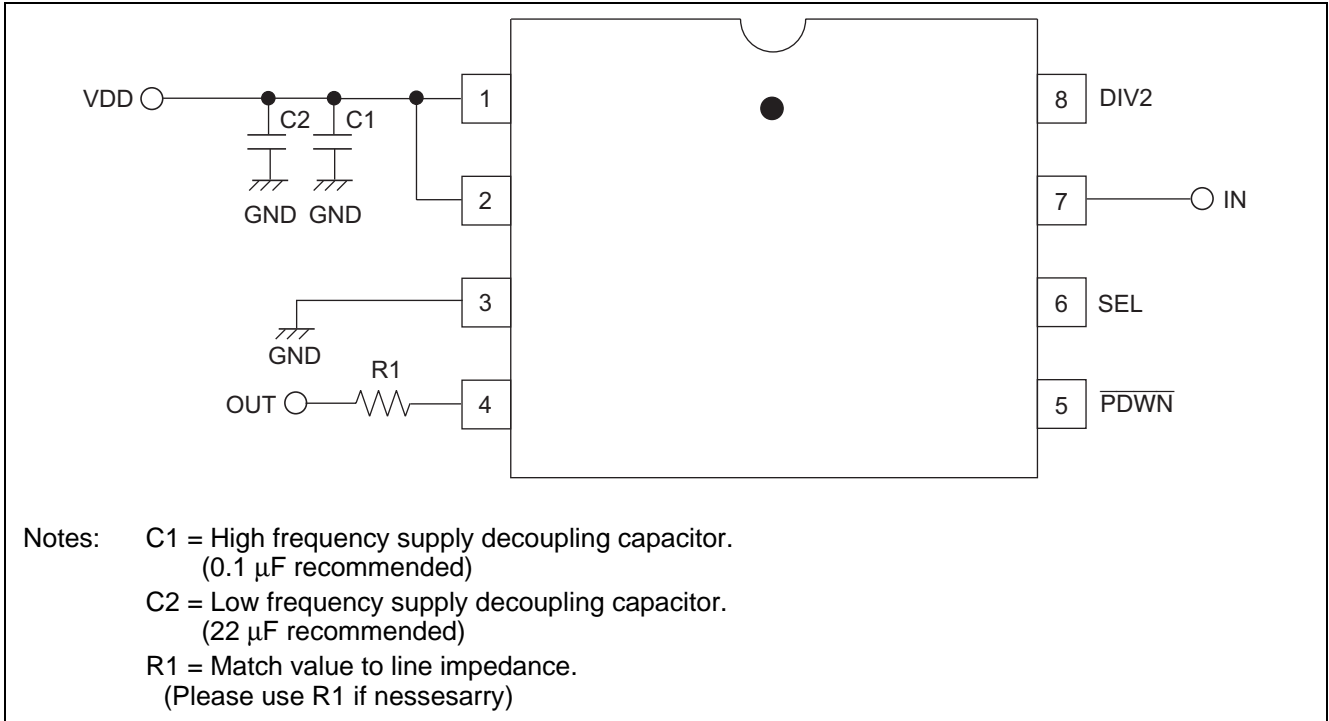 VDD
C2 C1
GND GND
GND
R1
OUT
1
2
3
4
8 DIV2
7 IN
6 SEL
5 PDWN
Notes: C1 = High frequency supply decoupling capacitor.
(0.1 μF recommended)
C2 = Low frequency supply decoupling capacitor.
(22 μF recommended)
R1 = Match value to line impedance.
(Please use R1 if nessesarry)